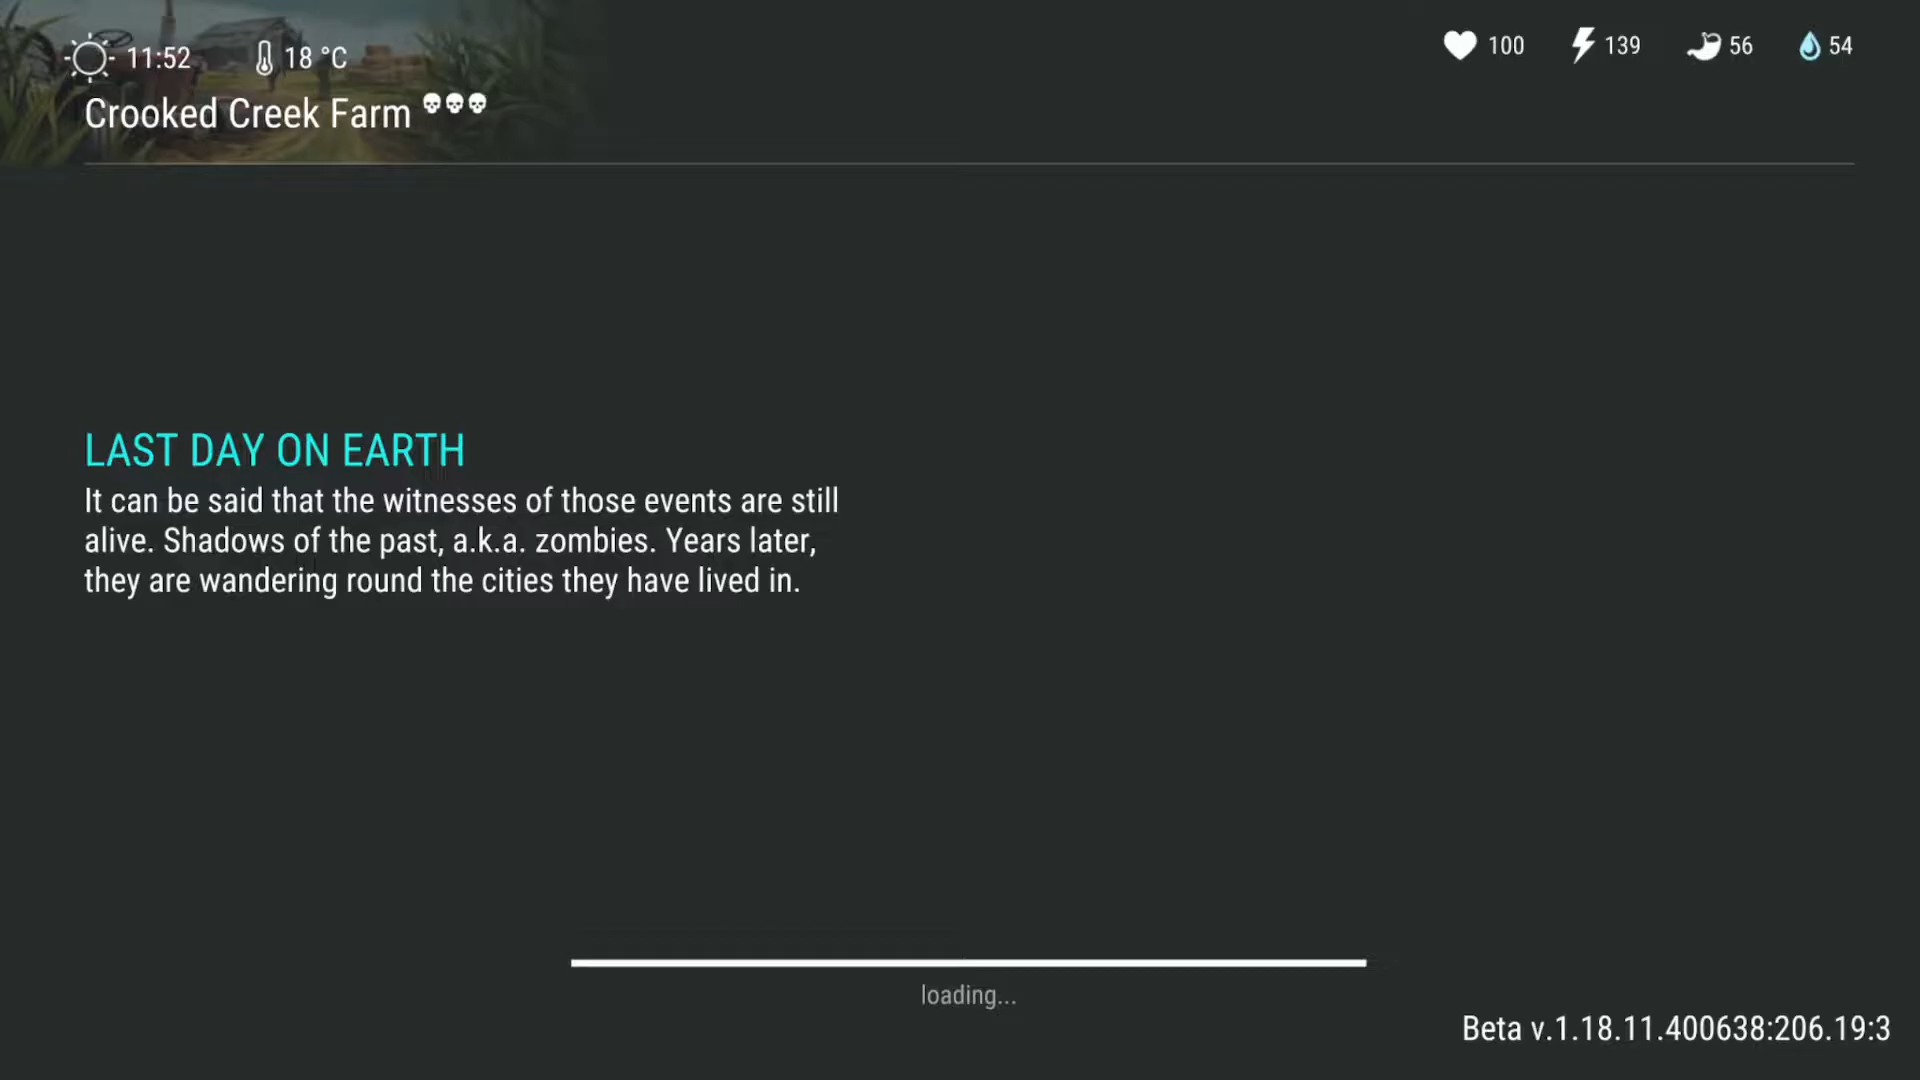 11:52
18 °C
100
139
56
54
Crooked Creek Farm
LAST DAY ON EARTH
It can be said that the witnesses of those events are still
alive. Shadows of the past, a.k.a. zombies. Years later,
they are wandering round the cities they have lived in.
loading...
Beta v.1.18.11.400638:206.19:3